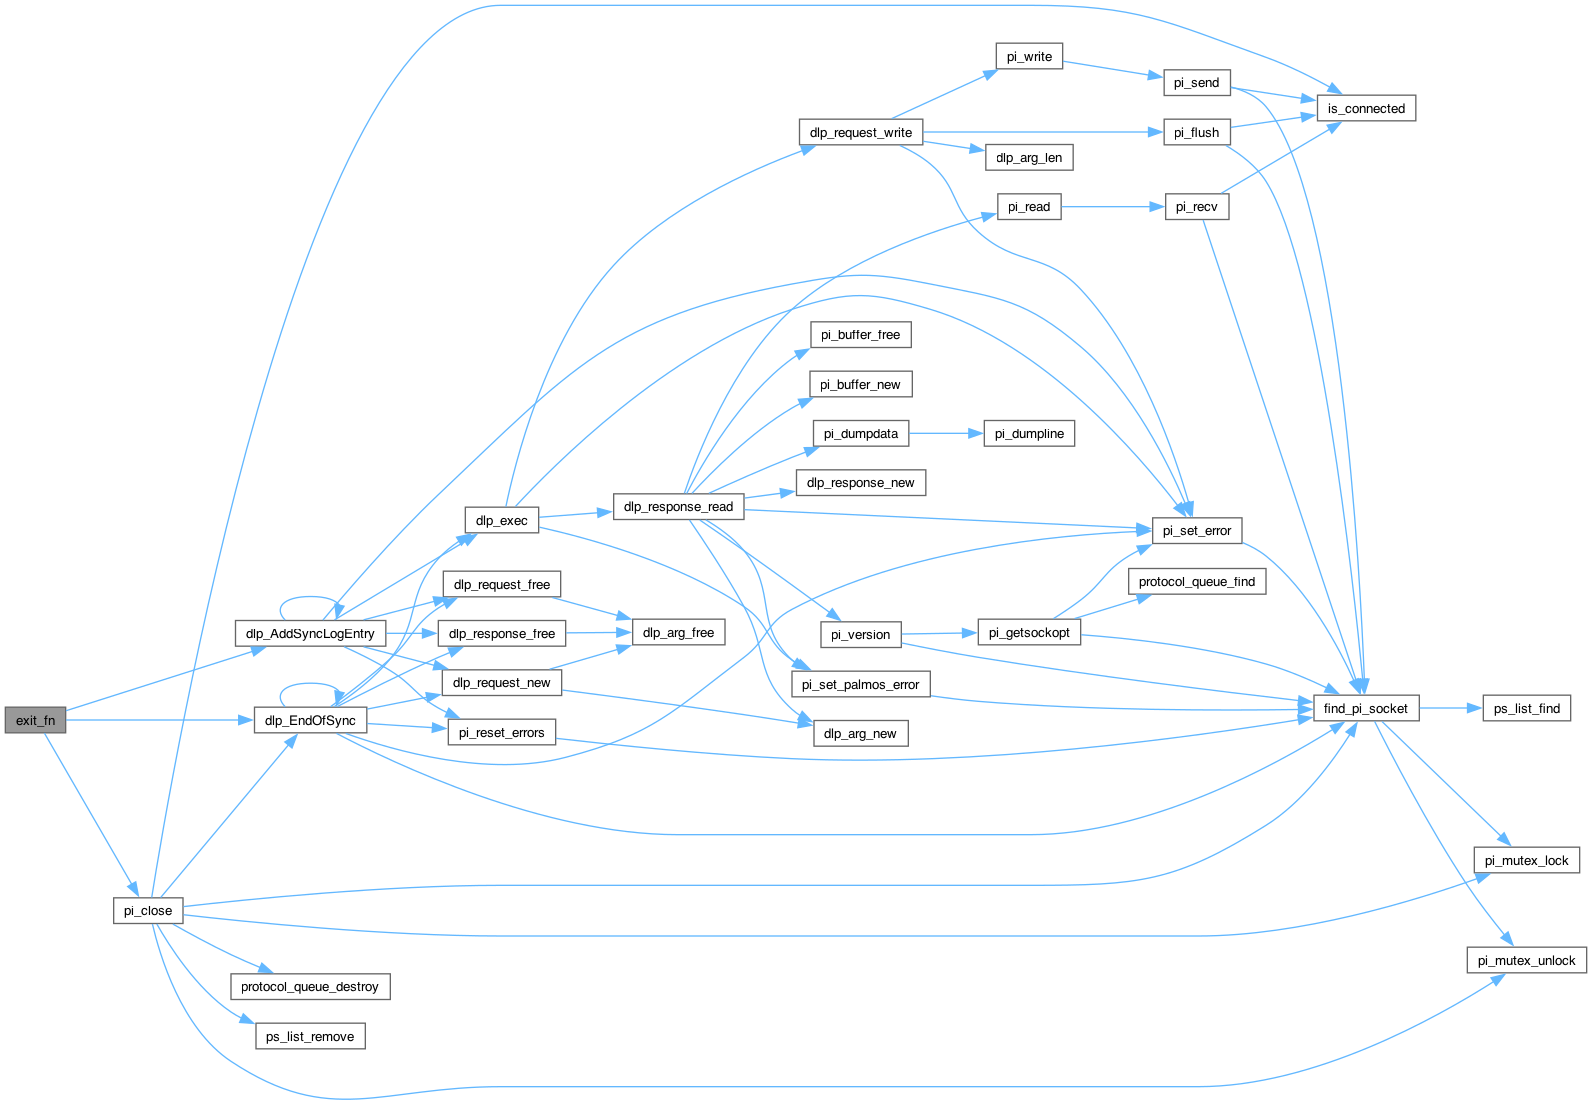 pi_write
pi_send
is_connected
dlp_request_write
pi_flush
dlp_arg_len
pi_read
pi_recv
pi_buffer_free
pi_buffer_new
pi_dumpdata
pi_dumpline
dlp_response_new
dlp_response_read
dlp_exec
pi_set_error
dlp_request_free
protocol_queue_find
dlp_AddSyncLogEntry
dlp_response_free
dlp_arg_free
pi_version
pi_getsockopt
dlp_request_new
pi_set_palmos_error
find_pi_socket
ps_list_find
exit_fn
dlp_EndOfSync
pi_reset_errors
dlp_arg_new
pi_mutex_lock
pi_close
pi_mutex_unlock
protocol_queue_destroy
ps_list_remove